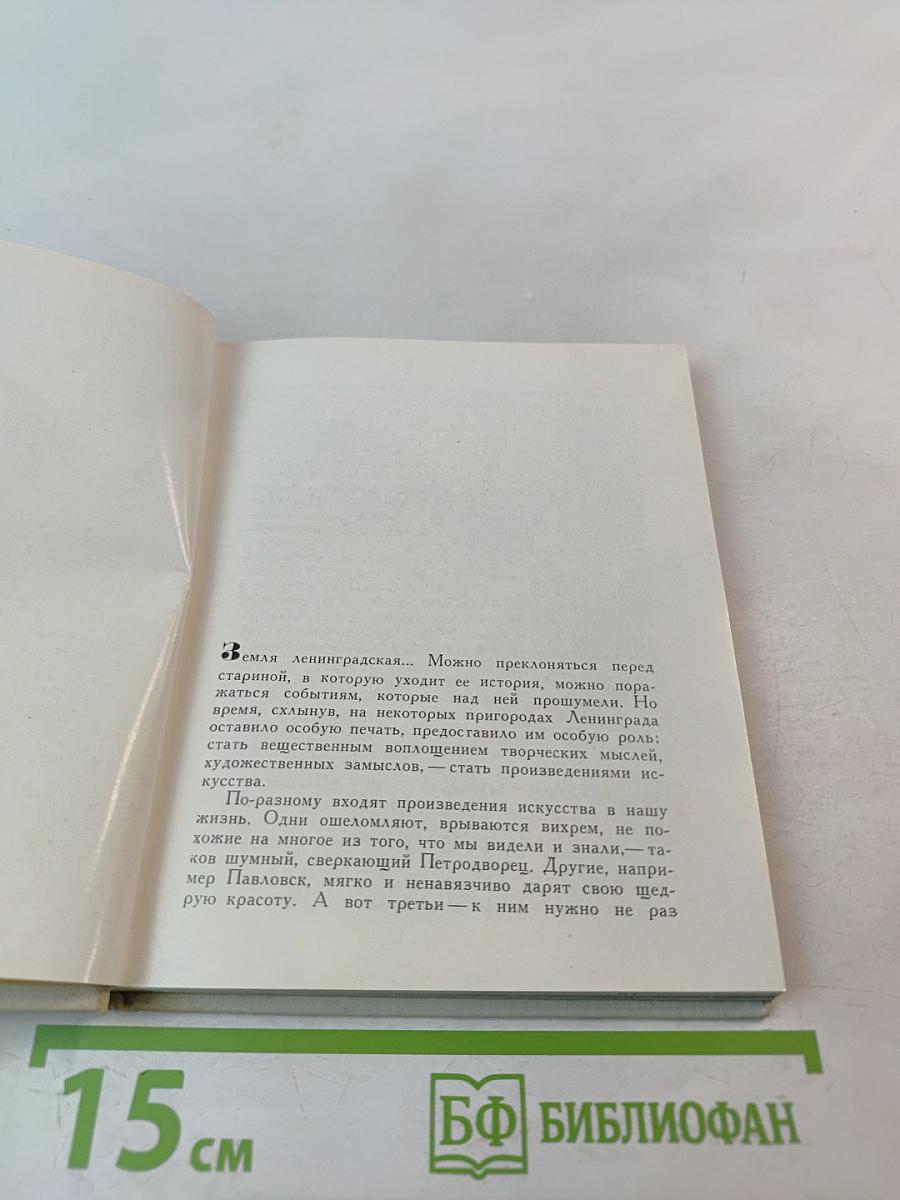 Земля ленинградская... Можно преклоняться перед
стариной, в которую уходит ее история, можно пора-
жаться событиям, которые над ней прошумели. Но
время, схлынув, на некоторых пригородах Ленинграда
оставило особую печать, предоставило им особую роль:
стать вещественным воплощением творческих мыслей,
художественных замыслов, — стать произведениями ис-
кусства.
По-разному входят произведения искусства в нашу
жизнь. Одни ошеломляют, врываются вихрем, не по-
хожие на многое из того, что мы видели и знали,— та-
ков шумный, сверкающий Петродворец. Другие, напри-
мер Павловск, мягко и ненавязчиво дарят свою щед-
рую красоту. А вот третьи — к ним нужно не раз
15 см
БФ БИБЛИОФАН